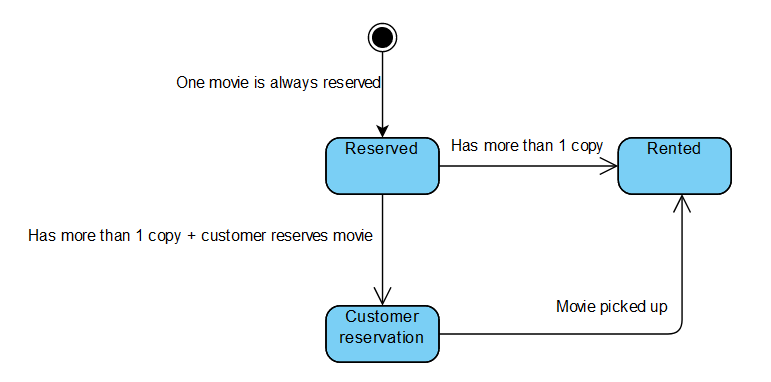 One movie is always reserved
Reserved
Has more than 1 copy
Rented
Has more than 1 copy + customer reserves movie
Customer
reservation
Movie picked up